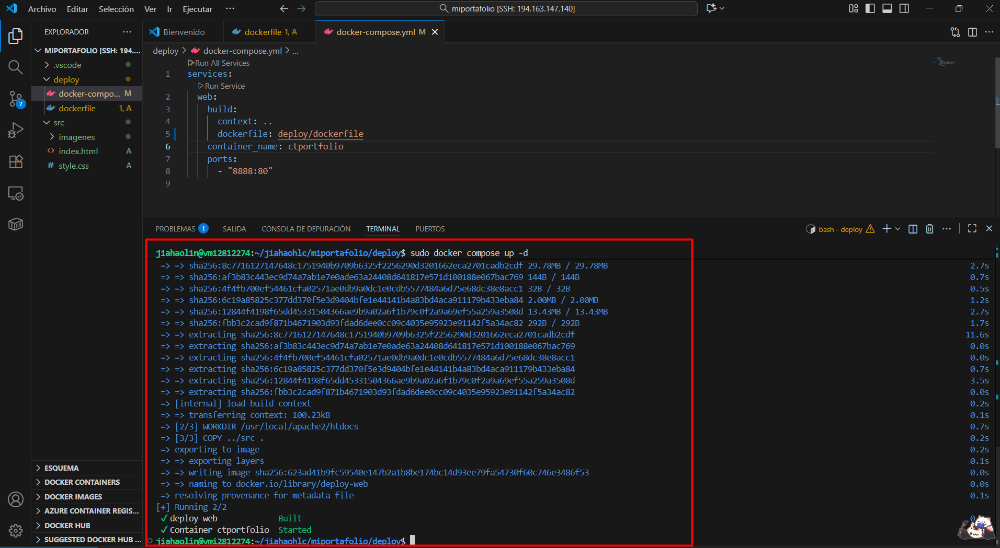 Archivo Editar Selección Ver Ir Ejecutar ···
miportafolio [SSH: 194.163.147.140]
EXPLORADOR ···
MIPORTAFOLIO [SSH: 194....
.vscode
deploy
docker-compo... M
dockerfile 1, A
src
imagenes
index.html A
style.css A
7
ESQUEMA
DOCKER CONTAINERS
DOCKER IMAGES
AZURE CONTAINER REGIS...
DOCKER HUB
SUGGESTED DOCKER HUB ...
Bienvenido
dockerfile 1, A
docker-compose.yml M
deploy > docker-compose.yml > ...
Run All Services
1 services:
Run Service
2 web:
3 build:
4 context: ..
5 dockerfile: deploy/dockerfile
6 container_name: ctportfolio
7 ports:
8 - "8888:80"
9
PROBLEMAS 1 SALIDA CONSOLA DE DEPURACIÓN TERMINAL PUERTOS
bash - deploy
jiahaolin@vmi2812274:~/jiahaohlc/miportafolio/deploy$ sudo docker compose up -d
=> => sha256:8c7716127147648c1751940b9709b6325f2256290d3201662eca2701cadb2cdf 29.78MB / 29.78MB 2.7s
=> => sha256:af3b83c443ec9d74a7ab1e7e0ade63a24408d641817e571d100188e067bac769 144B / 144B 0.7s
=> => sha256:4f4fb700ef54461cfa02571ae0db9a0dc1e0cdb5577484a6d75e68dc38e8acc1 32B / 32B 0.5s
=> => sha256:6c19a85825c377dd370f5e3d9404bfe1e44141b4a83bd4aca911179b433eba84 2.00MB / 2.00MB 1.2s
=> => sha256:12844f4198f65dd45331504366ae9b9a02a6f1b79c0f2a9a69ef55a259a3508d 13.43MB / 13.43MB 2.7s
=> => sha256:fbb3c2cad9f871b4671903d93fdad6dee0cc09c4035e95923e91142f5a34ac82 292B / 292B 1.7s
=> => extracting sha256:8c7716127147648c1751940b9709b6325f2256290d3201662eca2701cadb2cdf 11.6s
=> => extracting sha256:af3b83c443ec9d74a7ab1e7e0ade63a24408d641817e571d100188e067bac769 0.0s
=> => extracting sha256:4f4fb700ef54461cfa02571ae0db9a0dc1e0cdb5577484a6d75e68dc38e8acc1 0.0s
=> => extracting sha256:6c19a85825c377dd370f5e3d9404bfe1e44141b4a83bd4aca911179b433eba84 0.7s
=> => extracting sha256:12844f4198f65dd45331504366ae9b9a02a6f1b79c0f2a9a69ef55a259a3508d 3.5s
=> => extracting sha256:fbb3c2cad9f871b4671903d93fdad6dee0cc09c4035e95923e91142f5a34ac82 0.0s
=> [internal] load build context 0.2s
=> => transferring context: 100.23kB 0.1s
=> [2/3] WORKDIR /usr/local/apache2/htdocs 0.7s
=> [3/3] COPY ../src . 0.2s
=> exporting to image 0.2s
=> => exporting layers 0.1s
=> => writing image sha256:623ad41b9fc59540e147b2a1b8be174bc14d93ee79fa54730f60c746e3486f53 0.0s
=> => naming to docker.io/library/deploy-web 0.0s
=> resolving provenance for metadata file 0.1s
[+] Running 2/2
✓ deploy-web Built
✓ Container ctportfolio Started
jiahaolin@vmi2812274:~/jiahaohlc/miportafolio/deploy$